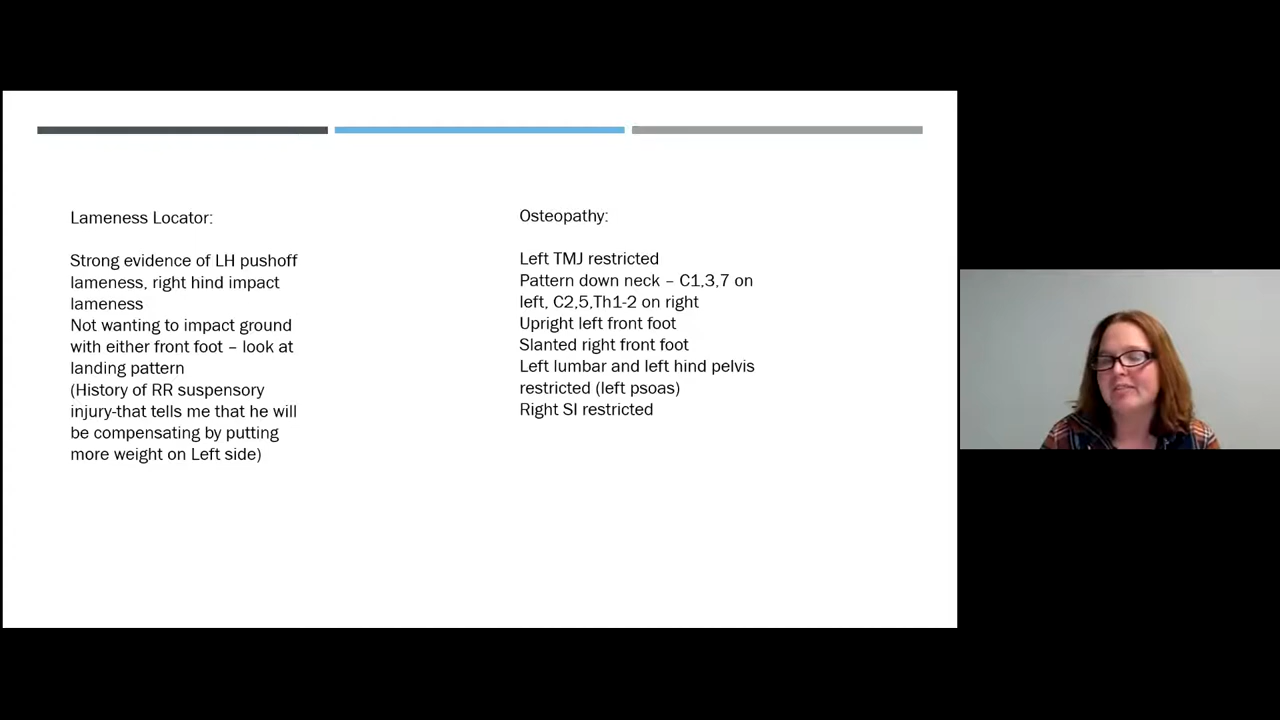 Lameness Locator:
Strong evidence of LH pushoff
lameness, right hind impact
lameness
Not wanting to impact ground
with either front foot – look at
landing pattern
(History of RR suspensory
injury-that tells me that he will
be compensating by putting
more weight on Left side)
Osteopathy:
Left TMJ restricted
Pattern down neck – C1,3,7 on
left, C2,5,Th1-2 on right
Upright left front foot
Slanted right front foot
Left lumbar and left hind pelvis
restricted (left psoas)
Right SI restricted